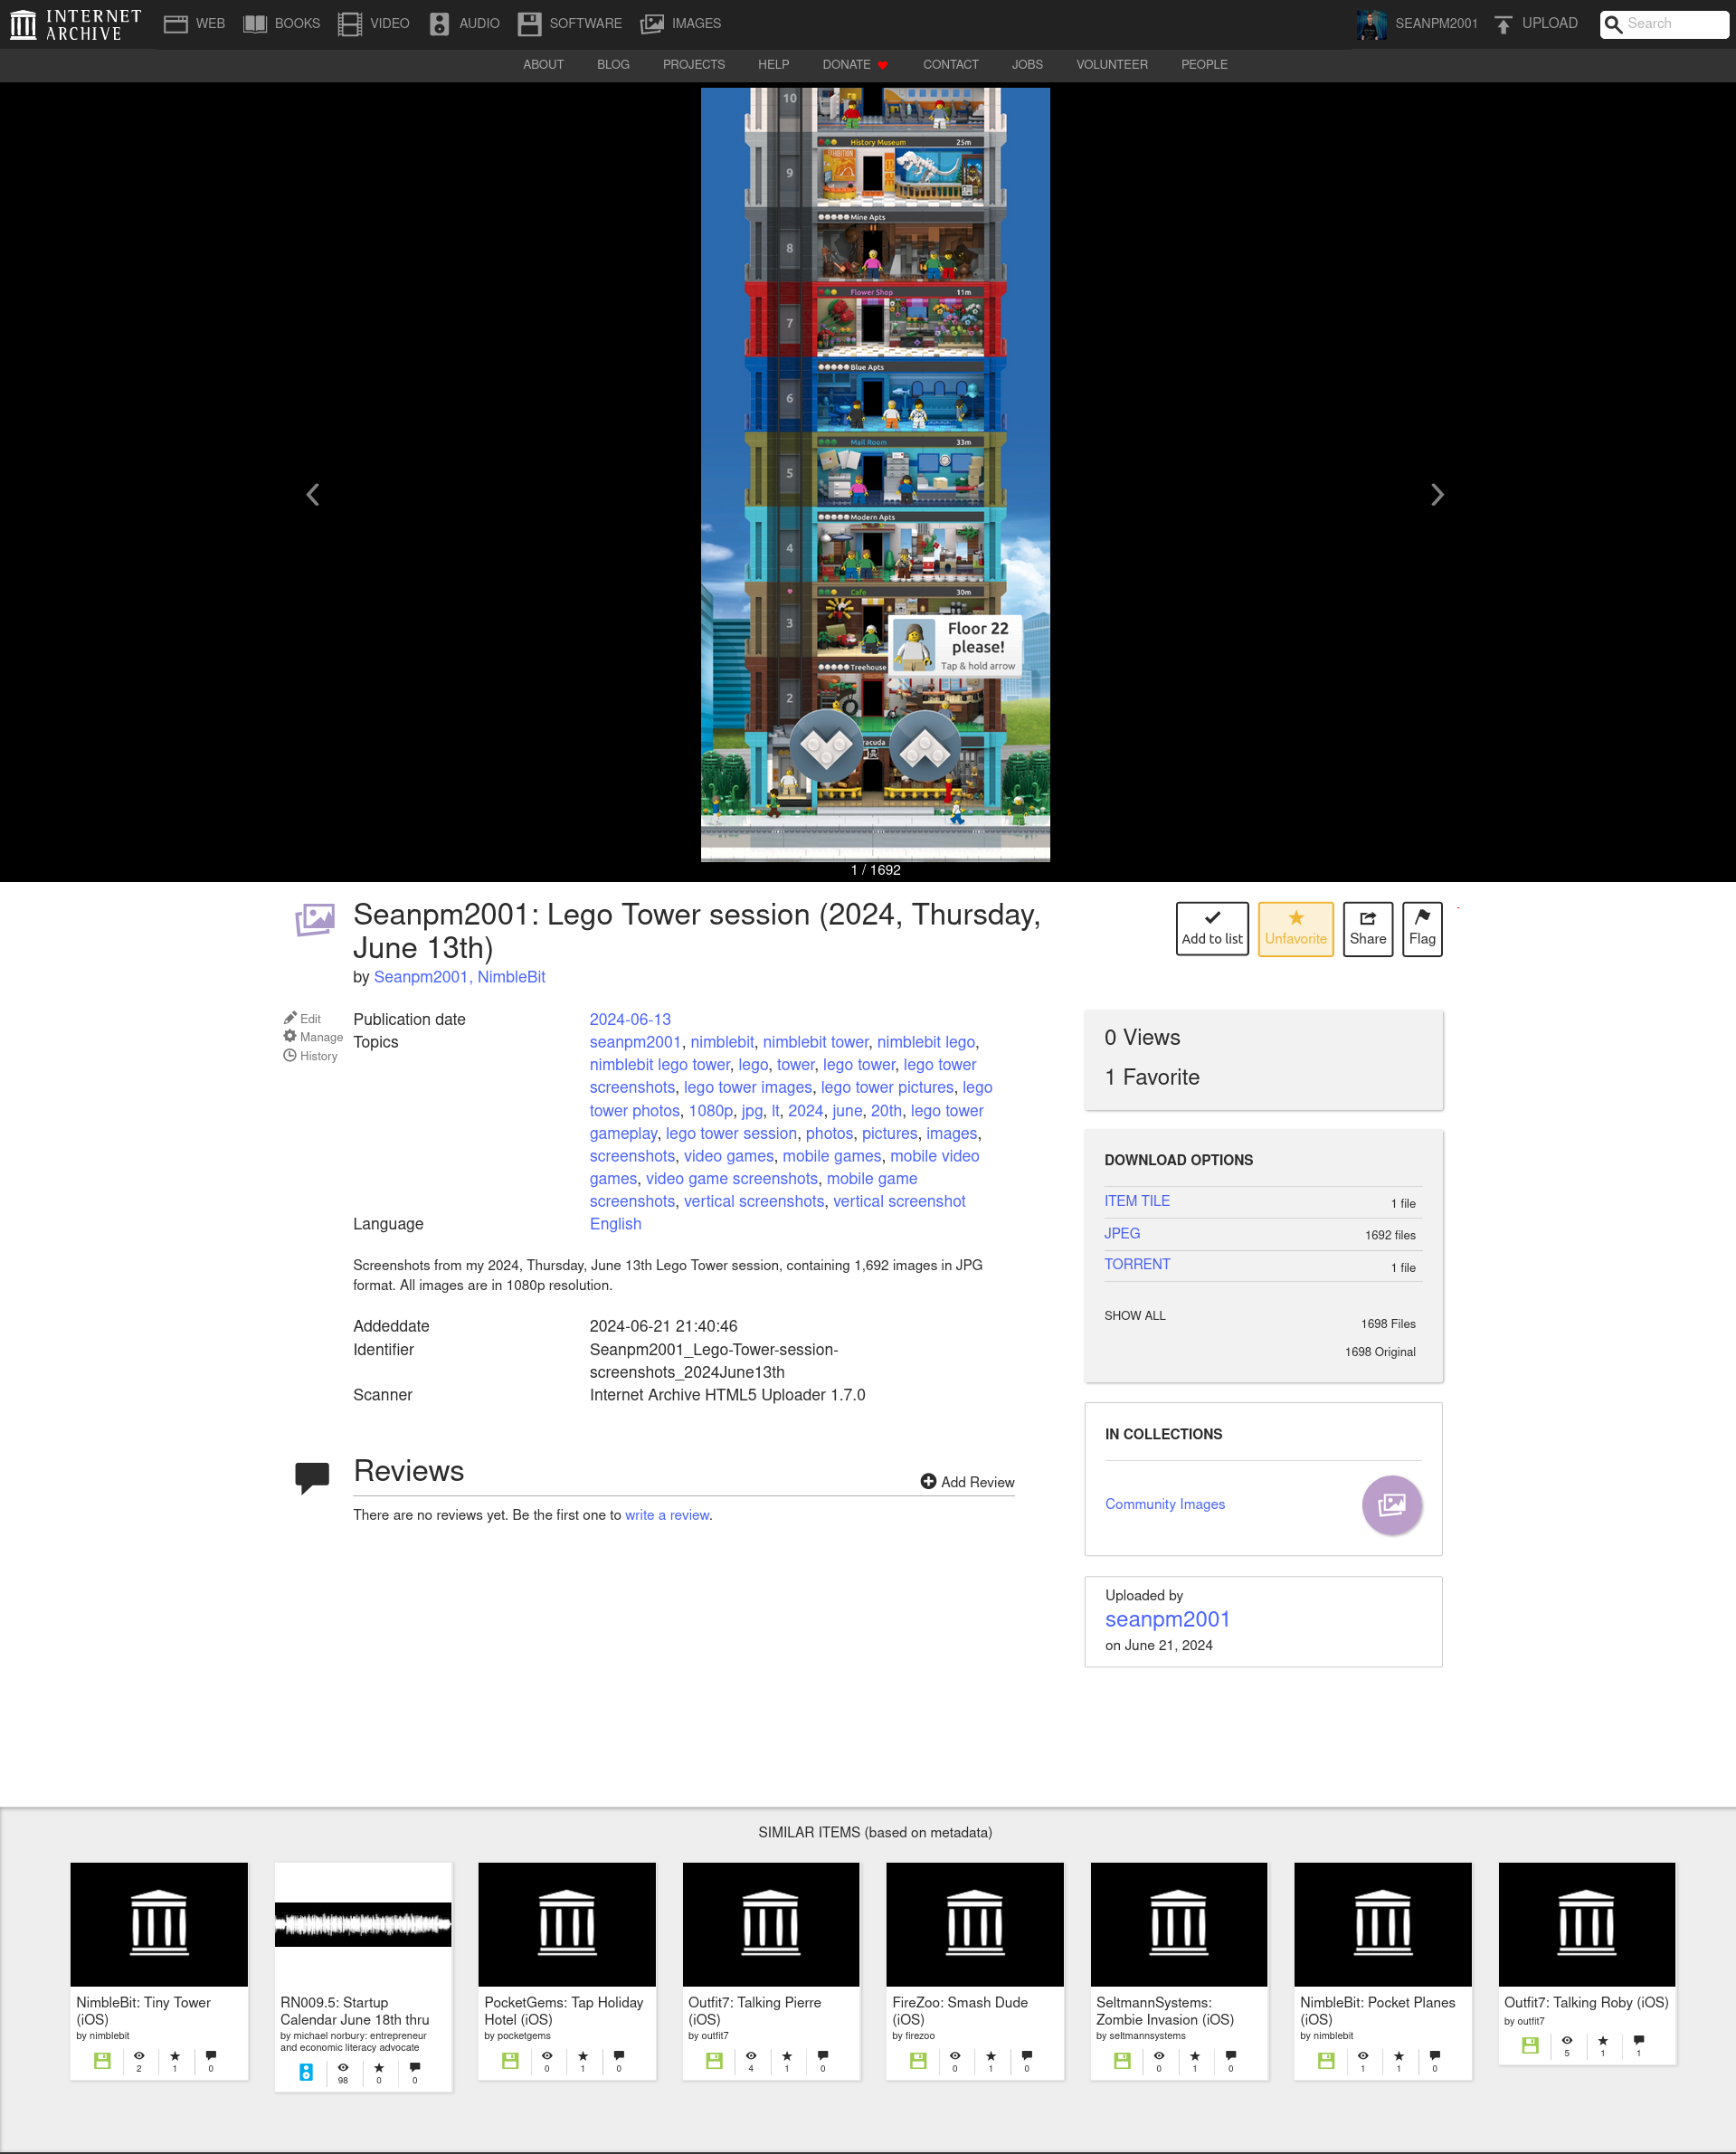 INTERNET
ARCHIVE
WEB BOOKS VIDEO AUDIO SOFTWARE IMAGES SEANPM2001 UPLOAD Search
ABOUT BLOG PROJECTS HELP DONATE CONTACT JOBS VOLUNTEER PEOPLE
10
History Museum 25m
EXHIBITION
9
Mine Apts
8
Flower Shop 11m
7
Blue Apts
6
Mail Room 33m
5
Modern Apts
4
Cafe 30m
3
Floor 22
please!
Tap & hold arrow
Treehouse
2
racuda
1 / 1692
Seanpm2001: Lego Tower session (2024, Thursday,
June 13th)
by Seanpm2001, NimbleBit
Add to list
Unfavorite
Share
Flag
Edit
Manage
History
Publication date 2024-06-13
Topics seanpm2001, nimblebit, nimblebit tower, nimblebit lego,
nimblebit lego tower, lego, tower, lego tower, lego tower
screenshots, lego tower images, lego tower pictures, lego
tower photos, 1080p, jpg, lt, 2024, june, 20th, lego tower
gameplay, lego tower session, photos, pictures, images,
screenshots, video games, mobile games, mobile video
games, video game screenshots, mobile game
screenshots, vertical screenshots, vertical screenshot
Language English
Screenshots from my 2024, Thursday, June 13th Lego Tower session, containing 1,692 images in JPG
format. All images are in 1080p resolution.
Addeddate 2024-06-21 21:40:46
Identifier Seanpm2001_Lego-Tower-session-
screenshots_2024June13th
Scanner Internet Archive HTML5 Uploader 1.7.0
Reviews
Add Review
There are no reviews yet. Be the first one to write a review.
0 Views
1 Favorite
DOWNLOAD OPTIONS
ITEM TILE 1 file
JPEG 1692 files
TORRENT 1 file
SHOW ALL 1698 Files
1698 Original
IN COLLECTIONS
Community Images
Uploaded by
seanpm2001
on June 21, 2024
SIMILAR ITEMS (based on metadata)
NimbleBit: Tiny Tower
(iOS)
by nimblebit
2 1 0
RN009.5: Startup
Calendar June 18th thru
by michael norbury: entrepreneur
and economic literacy advocate
98 0 0
PocketGems: Tap Holiday
Hotel (iOS)
by pocketgems
0 1 0
Outfit7: Talking Pierre
(iOS)
by outfit7
4 1 0
FireZoo: Smash Dude
(iOS)
by firezoo
0 1 0
SeltmannSystems:
Zombie Invasion (iOS)
by seltmannsystems
0 1 0
NimbleBit: Pocket Planes
(iOS)
by nimblebit
1 1 0
Outfit7: Talking Roby (iOS)
by outfit7
5 1 1